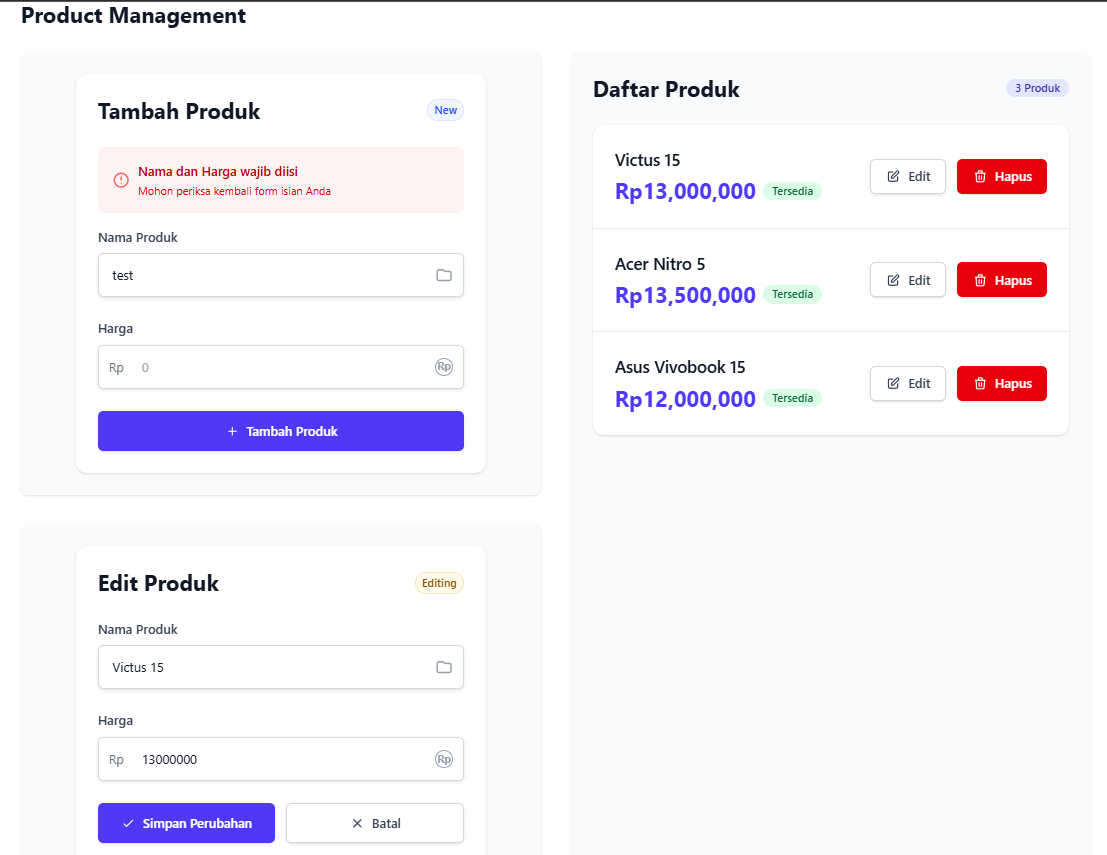 Product Management
Tambah Produk
New
Nama dan Harga wajib diisi
Mohon periksa kembali form isian Anda
Nama Produk
test
Harga
Rp 0 Rp
+ Tambah Produk
Edit Produk
Editing
Nama Produk
Victus 15
Harga
Rp 13000000 Rp
Simpan Perubahan
Batal
Daftar Produk
3 Produk
Victus 15
Rp13,000,000 Tersedia
Edit
Hapus
Acer Nitro 5
Rp13,500,000 Tersedia
Edit
Hapus
Asus Vivobook 15
Rp12,000,000 Tersedia
Edit
Hapus